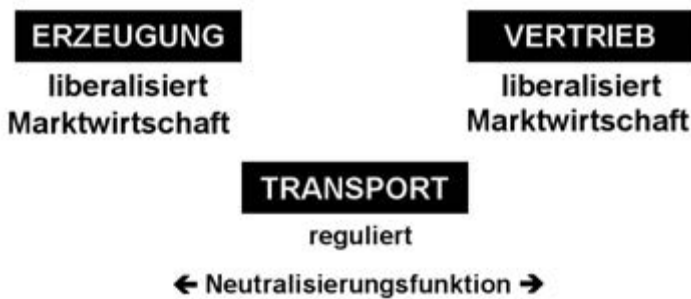 ERZEUGUNG
liberalisiert
Marktwirtschaft
VERTRIEB
liberalisiert
Marktwirtschaft
TRANSPORT
reguliert
← Neutralisierungsfunktion →